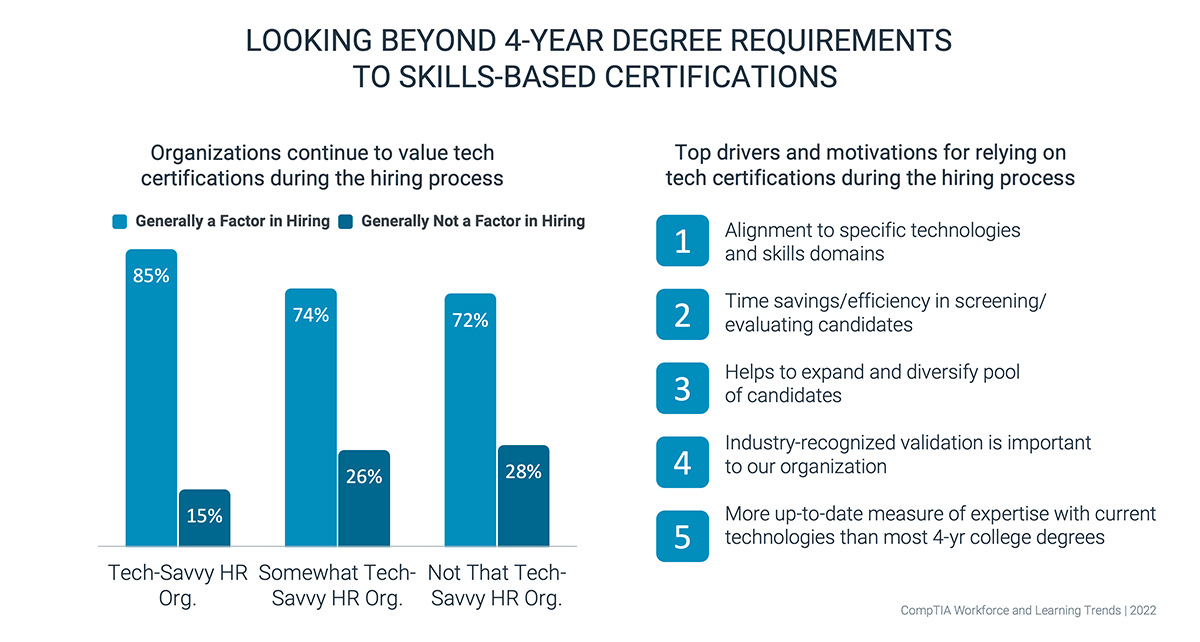 LOOKING BEYOND 4-YEAR DEGREE REQUIREMENTS
TO SKILLS-BASED CERTIFICATIONS
Organizations continue to value tech
certifications during the hiring process
Generally a Factor in Hiring
Generally Not a Factor in Hiring
85%
15%
74%
26%
72%
28%
Tech-Savvy HR
Org.
Somewhat Tech-
Savvy HR Org.
Not That Tech-
Savvy HR Org.
Top drivers and motivations for relying on
tech certifications during the hiring process
1
Alignment to specific technologies
and skills domains
2
Time savings/efficiency in screening/
evaluating candidates
3
Helps to expand and diversify pool
of candidates
4
Industry-recognized validation is important
to our organization
5
More up-to-date measure of expertise with current
technologies than most 4-yr college degrees
CompTIA Workforce and Learning Trends | 2022